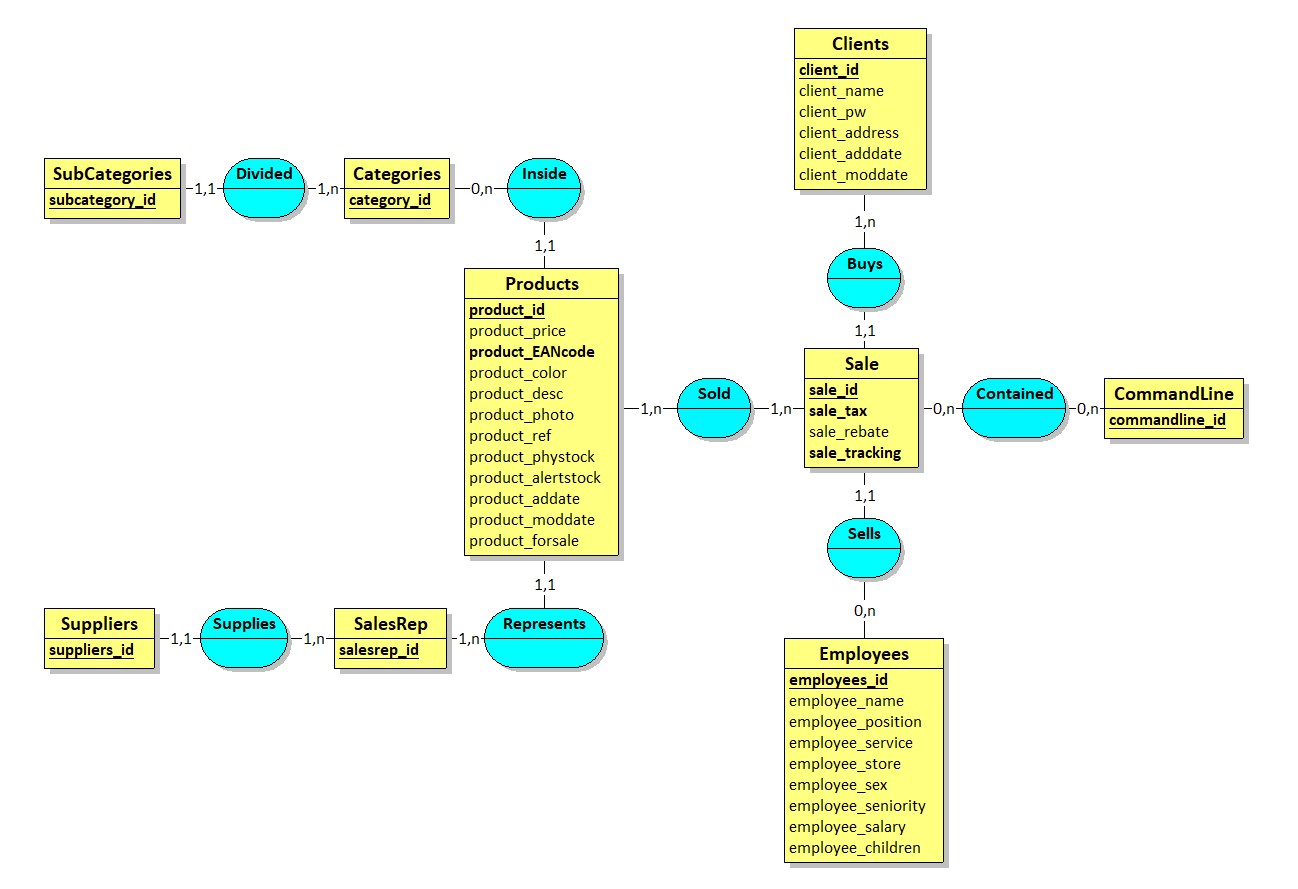 Clients
client_id
client_name
client_pw
client_address
client_adddate
client_moddate
SubCategories
subcategory_id
1,1
Divided
1,n
Categories
category_id
0,n
Inside
1,1
1,n
Buys
1,1
Products
product_id
product_price
product_EANcode
product_color
product_desc
product_photo
product_ref
product_phystock
product_alertstock
product_addate
product_moddate
product_forsale
1,n
Sold
1,n
Sale
sale_id
sale_tax
sale_rebate
sale_tracking
0,n
Contained
0,n
CommandLine
commandline_id
1,1
Sells
0,n
1,1
Suppliers
suppliers_id
1,1
Supplies
1,n
SalesRep
salesrep_id
1,n
Represents
Employees
employees_id
employee_name
employee_position
employee_service
employee_store
employee_sex
employee_seniority
employee_salary
employee_children